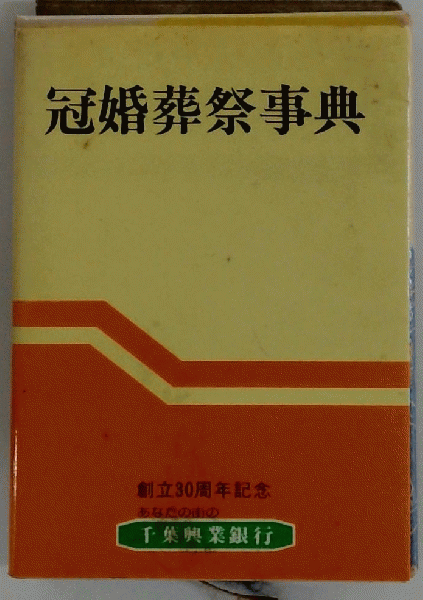 冠婚葬祭事典
創立30周年記念
あなたの街の
千葉興業銀行